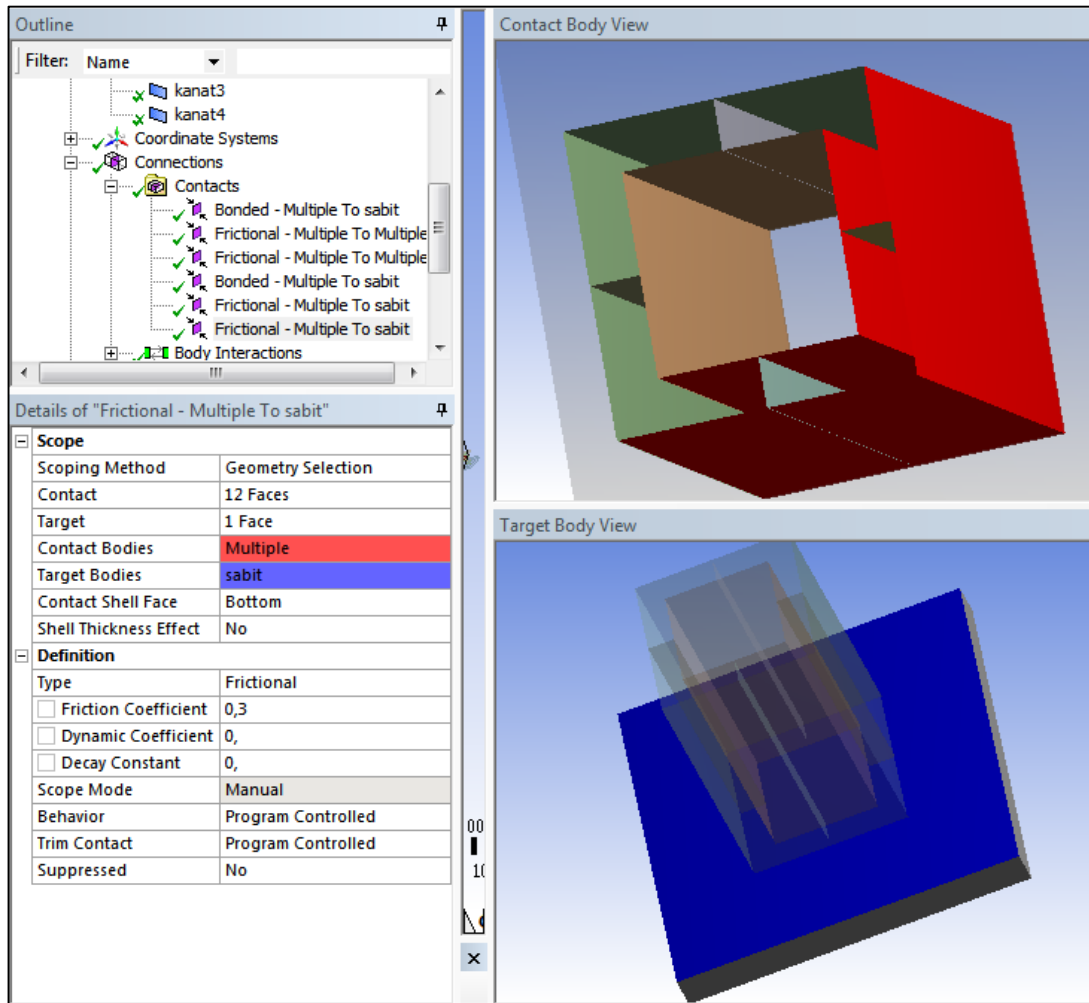 Outline
Filter: Name
kanat3
kanat4
Coordinate Systems
Connections
Contacts
Bonded - Multiple To sabit
Frictional - Multiple To Multiple
Frictional - Multiple To Multiple
Bonded - Multiple To sabit
Frictional - Multiple To sabit
Frictional - Multiple To sabit
Body Interactions
Details of "Frictional - Multiple To sabit"
Scope
Scoping Method Geometry Selection
Contact 12 Faces
Target 1 Face
Contact Bodies Multiple
Target Bodies sabit
Contact Shell Face Bottom
Shell Thickness Effect No
Definition
Type Frictional
Friction Coefficient 0,3
Dynamic Coefficient 0,
Decay Constant 0,
Scope Mode Manual
Behavior Program Controlled
Trim Contact Program Controlled
Suppressed No
00
Contact Body View
Target Body View